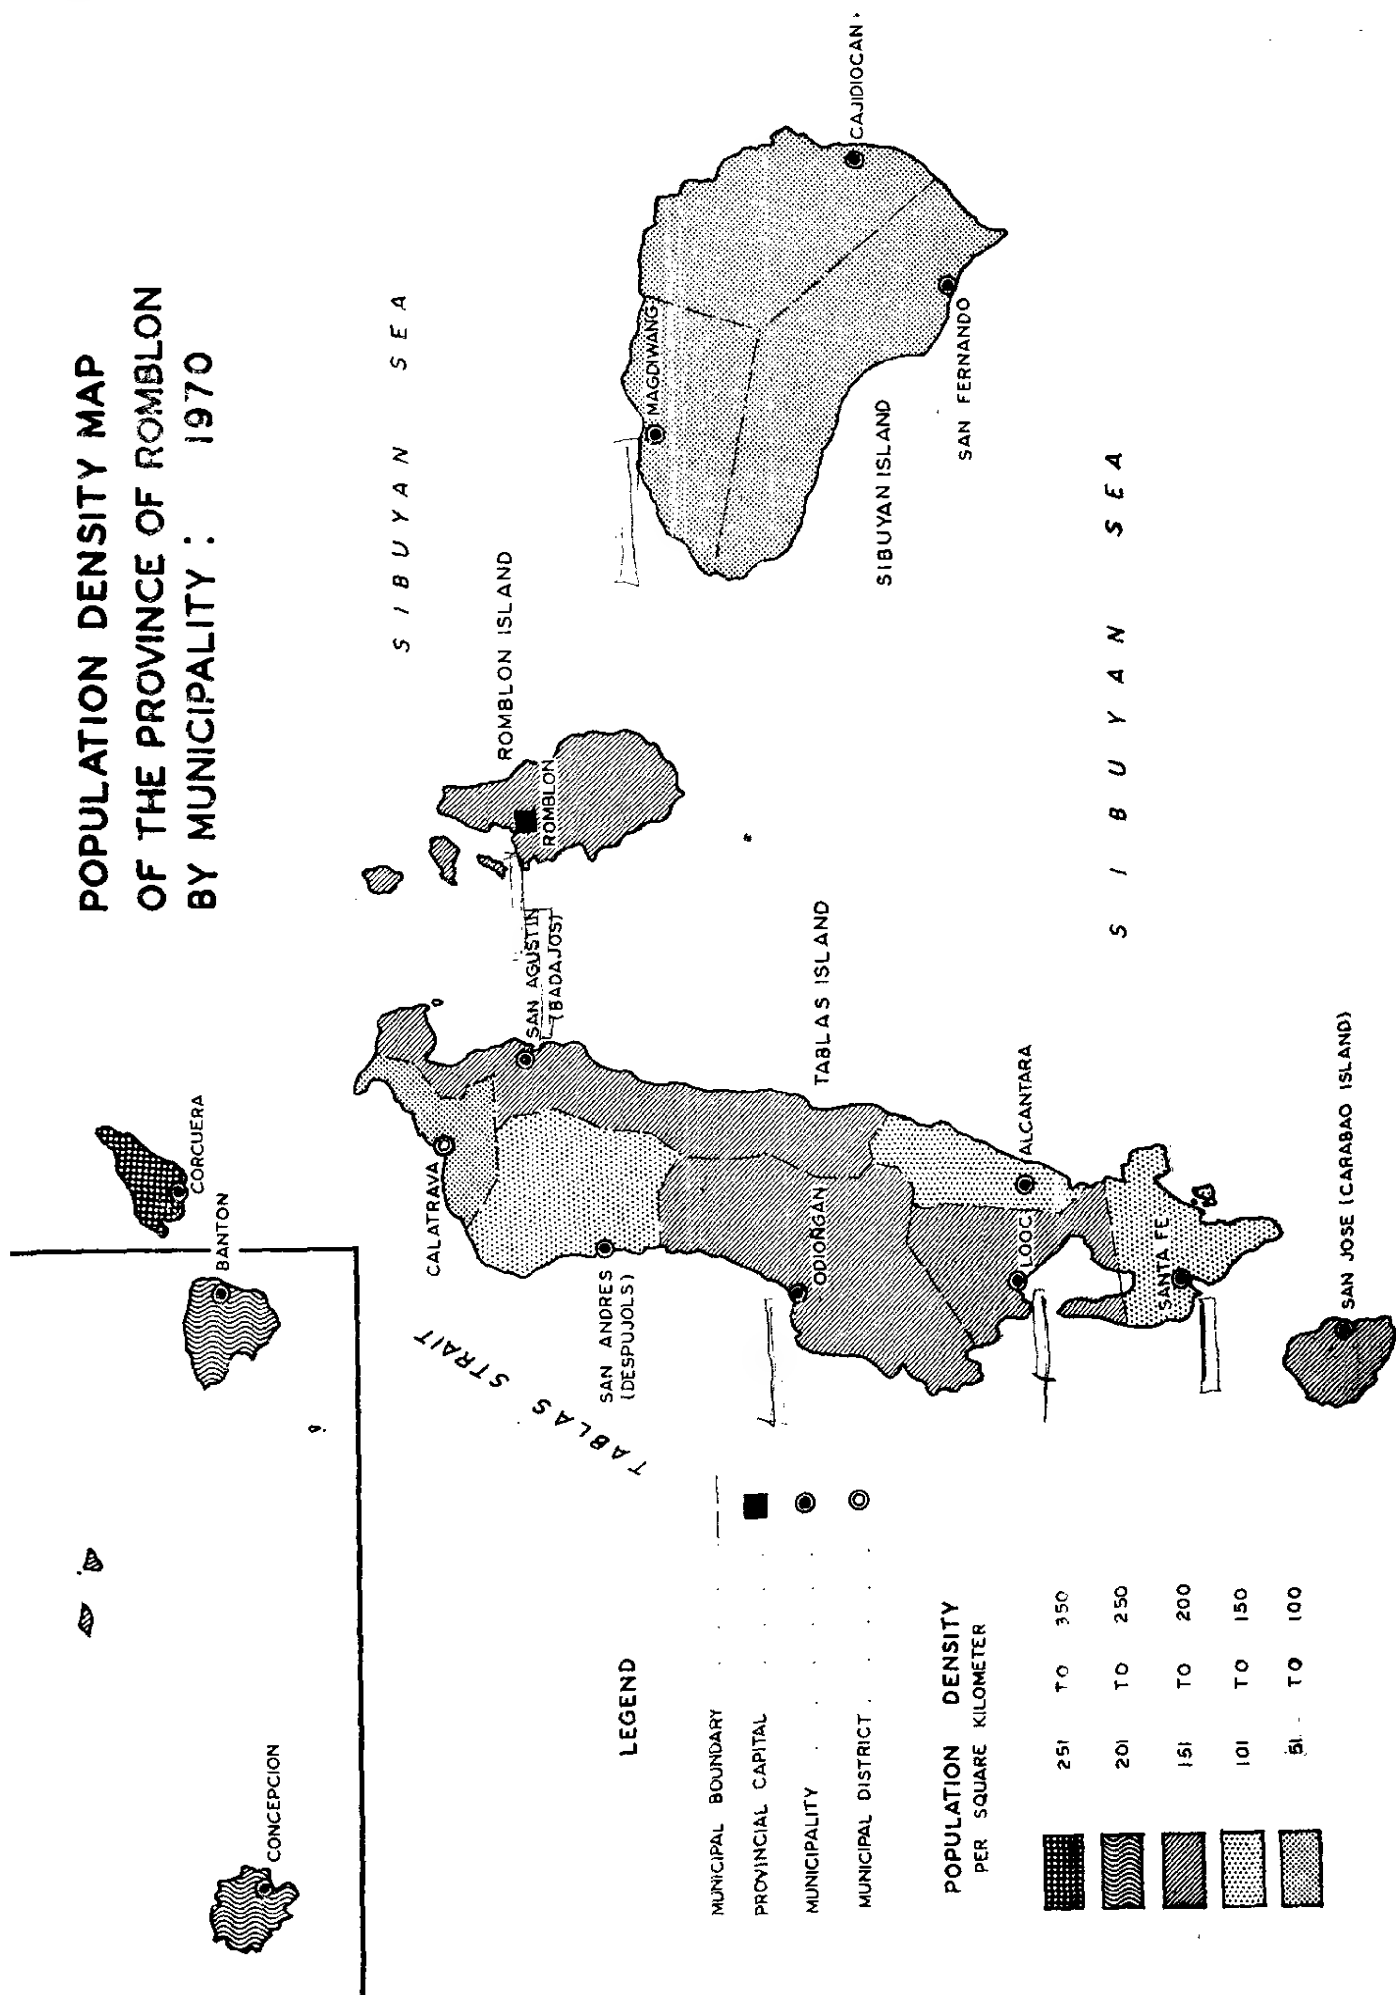 POPULATION DENSITY MAP
OF THE PROVINCE OF ROMBLON
BY MUNICIPALITY : 1970
CONCEPCION
BANTON
CORCUERA
SIBUYAN SEA
CALATRAVA
TABLAS STRAIT
SAN AGUSTIN
(BADAJOS)
ROMBLON ISLAND
ROMBLON
SAN ANDRES
(DESPUJOLS)
MAGDIWANG
CAJIDIOCAN
ODIONGAN
TABLAS ISLAND
SIBUYAN ISLAND
SAN FERNANDO
LOOC
ALCANTARA
SIBUYAN SEA
SANTA FE
SAN JOSE (CARABAO ISLAND)
LEGEND
MUNICIPAL BOUNDARY
PROVINCIAL CAPITAL
MUNICIPALITY
MUNICIPAL DISTRICT
POPULATION DENSITY
PER SQUARE KILOMETER
251 TO 350
201 TO 250
151 TO 200
101 TO 150
51 TO 100